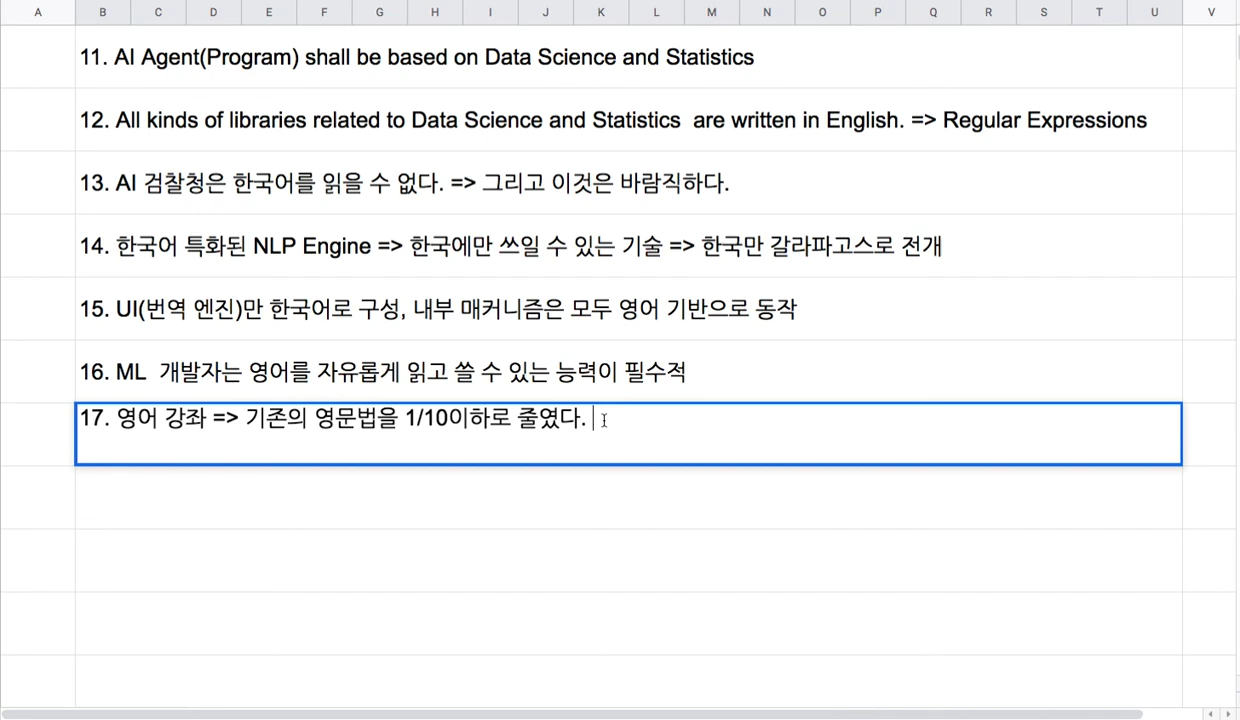 A B C D E F G H I J K L M N O P Q R S T U V
11. AI Agent(Program) shall be based on Data Science and Statistics
12. All kinds of libraries related to Data Science and Statistics  are written in English. => Regular Expressions
13. AI 검찰청은 한국어를 읽을 수 없다. => 그리고 이것은 바람직하다.
14. 한국어 특화된 NLP Engine => 한국에만 쓰일 수 있는 기술 => 한국만 갈라파고스로 전개
15. UI(번역 엔진)만 한국어로 구성, 내부 매커니즘은 모두 영어 기반으로 동작
16. ML  개발자는 영어를 자유롭게 읽고 쓸 수 있는 능력이 필수적
17. 영어 강좌 => 기존의 영문법을 1/10이하로 줄였다.